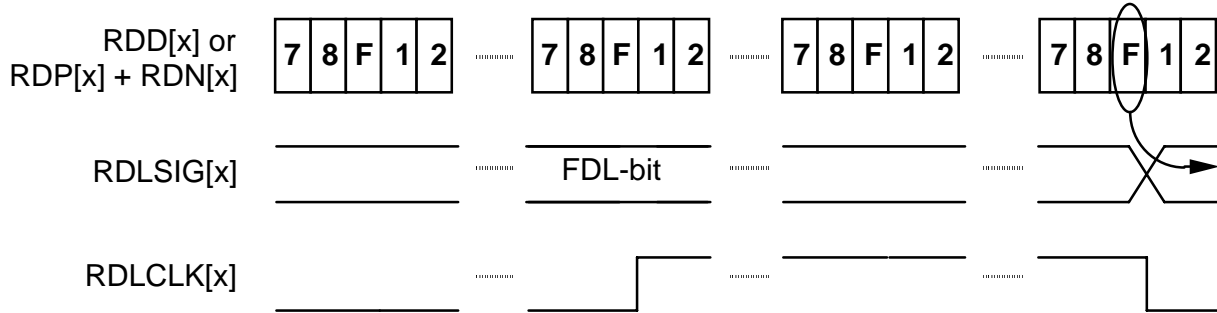 RDD[x] or
RDP[x] + RDN[x]
7 8 F 1 2 7 8 F 1 2 7 8 F 1 2 7 8 F 1 2
RDLSIG[x]
FDL-bit
RDLCLK[x]